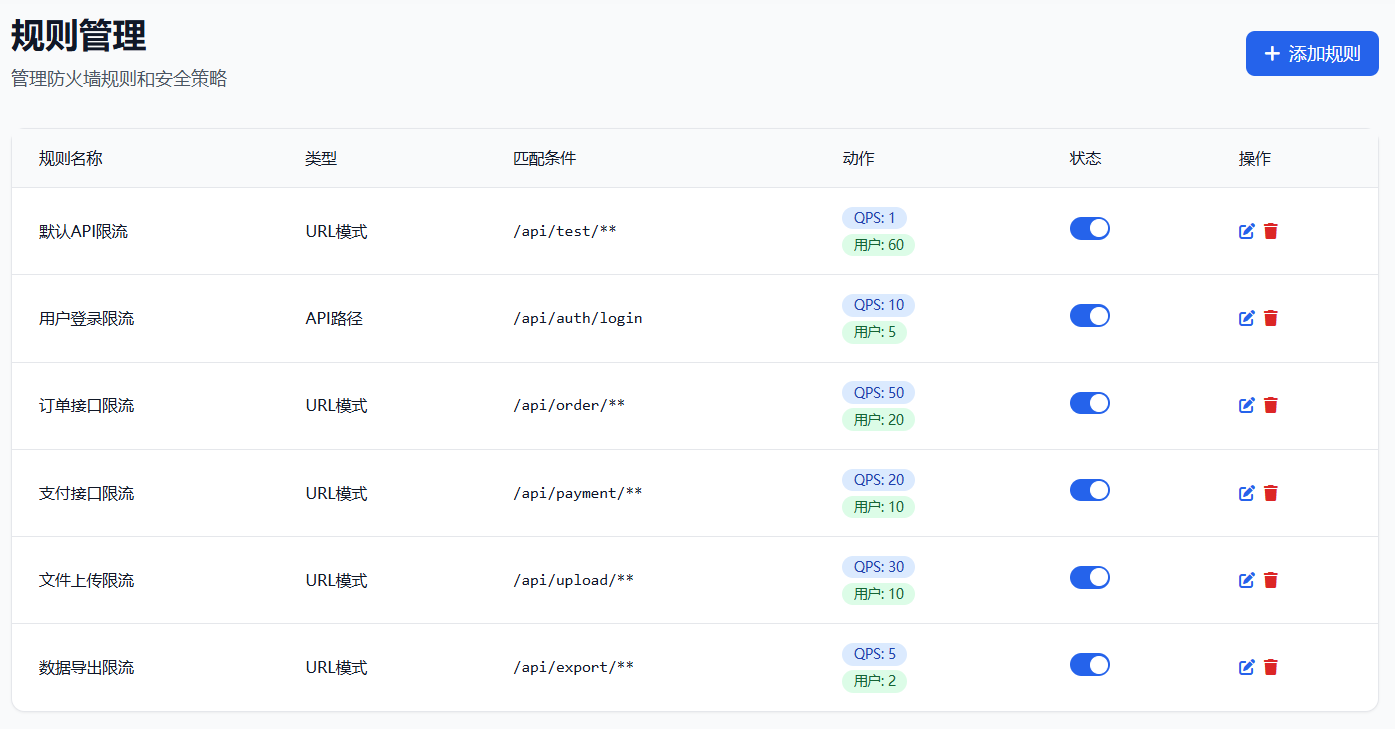 规则管理
管理防火墙规则和安全策略
添加规则
规则名称 类型 匹配条件 动作 状态 操作
默认API限流 URL模式 /api/test/** QPS: 1
用户: 60
用户登录限流 API路径 /api/auth/login QPS: 10
用户: 5
订单接口限流 URL模式 /api/order/** QPS: 50
用户: 20
支付接口限流 URL模式 /api/payment/** QPS: 20
用户: 10
文件上传限流 URL模式 /api/upload/** QPS: 30
用户: 10
数据导出限流 URL模式 /api/export/** QPS: 5
用户: 2